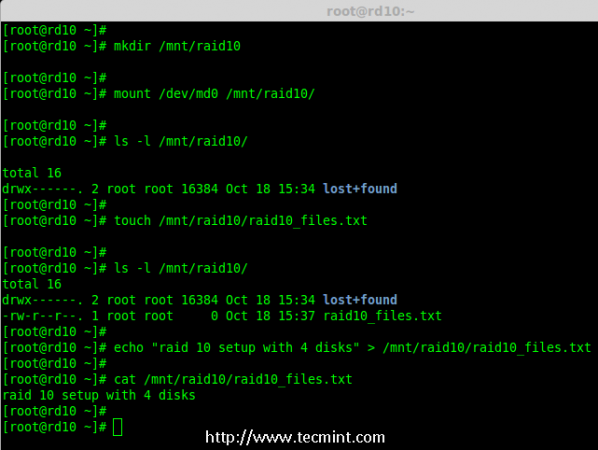 root@rd10:~
[root@rd10 ~]#
[root@rd10 ~]# mkdir /mnt/raid10
[root@rd10 ~]#
[root@rd10 ~]# mount /dev/md0 /mnt/raid10/
[root@rd10 ~]#
[root@rd10 ~]# ls -l /mnt/raid10/
total 16
drwx------. 2 root root 16384 Oct 18 15:34 lost+found
[root@rd10 ~]#
[root@rd10 ~]# touch /mnt/raid10/raid10_files.txt
[root@rd10 ~]#
[root@rd10 ~]# ls -l /mnt/raid10/
total 16
drwx------. 2 root root 16384 Oct 18 15:34 lost+found
-rw-r--r--. 1 root root     0 Oct 18 15:37 raid10_files.txt
[root@rd10 ~]#
[root@rd10 ~]# echo "raid 10 setup with 4 disks" > /mnt/raid10/raid10_files.txt
[root@rd10 ~]#
[root@rd10 ~]# cat /mnt/raid10/raid10_files.txt
raid 10 setup with 4 disks
[root@rd10 ~]#
[root@rd10 ~]#
http://www.tecmint.com